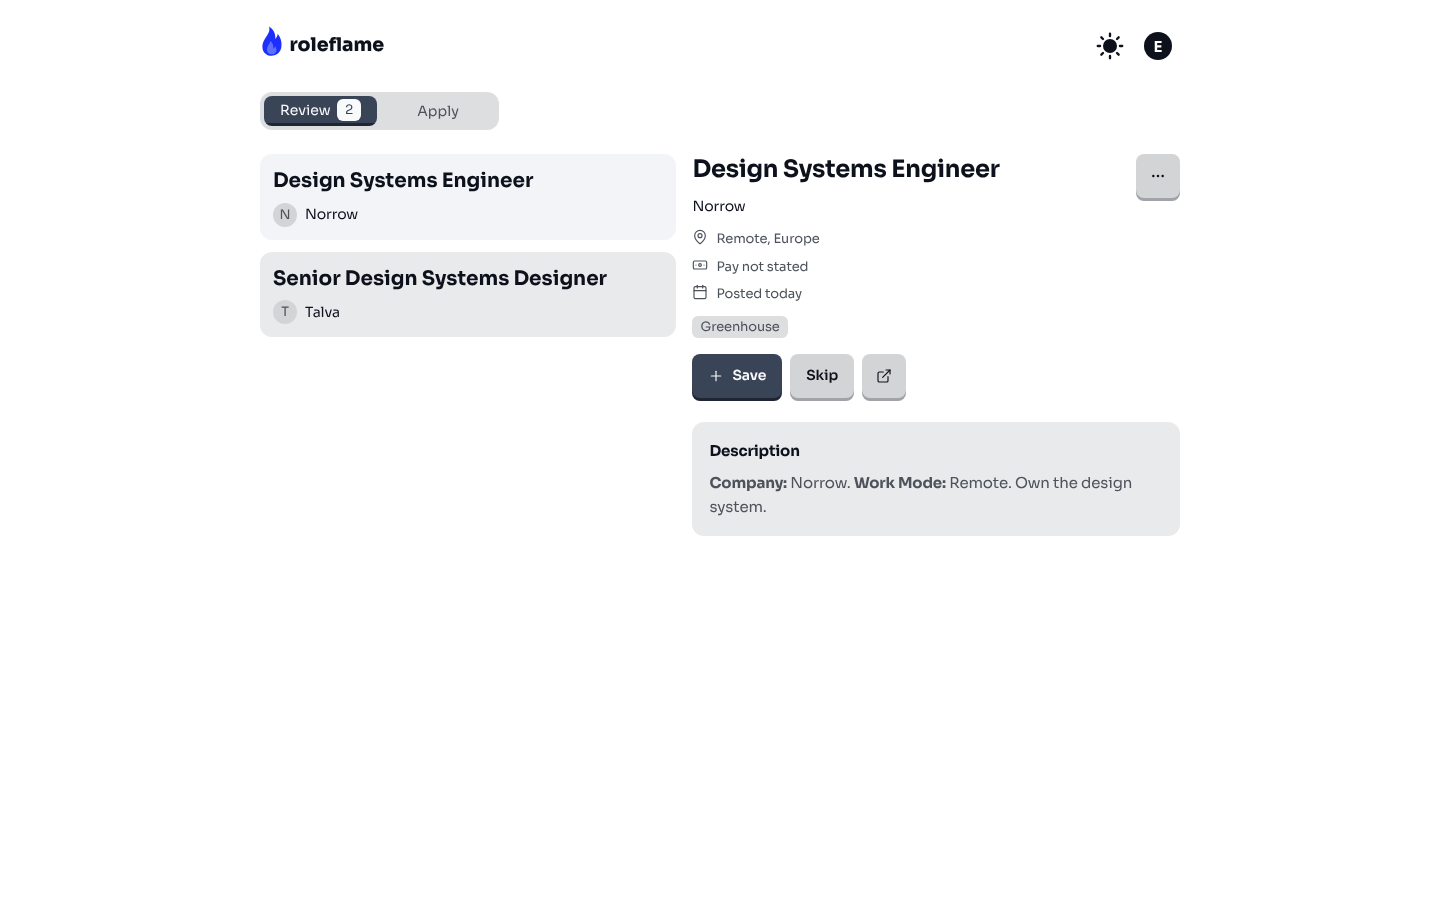 roleflame
E
Review 2
Apply
Design Systems Engineer
N Norrow
Senior Design Systems Designer
T Talva
Design Systems Engineer
...
Norrow
Remote, Europe
Pay not stated
Posted today
Greenhouse
+ Save
Skip
Description
Company: Norrow. Work Mode: Remote. Own the design
system.